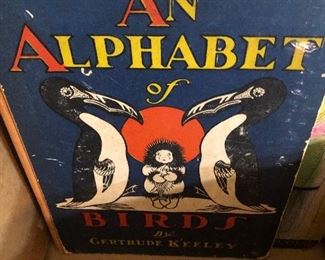 AN
ALPHABET
of
BIRDS
By
GERTRUDE KEELEY